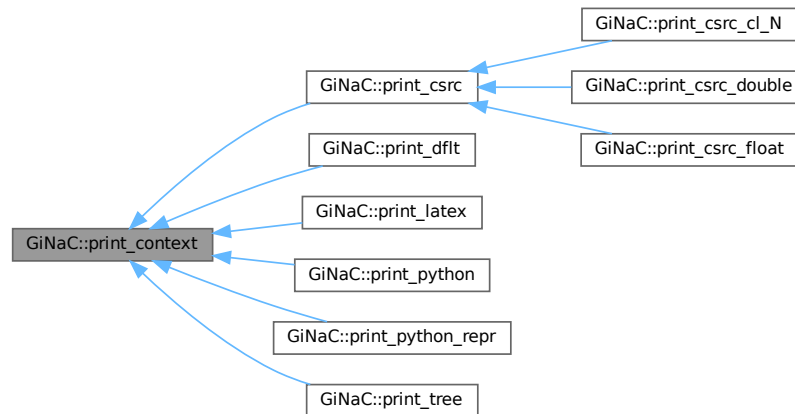 GiNaC::print_csrc_cl_N
GiNaC::print_csrc
GiNaC::print_csrc_double
GiNaC::print_dflt
GiNaC::print_csrc_float
GiNaC::print_latex
GiNaC::print_context
GiNaC::print_python
GiNaC::print_python_repr
GiNaC::print_tree